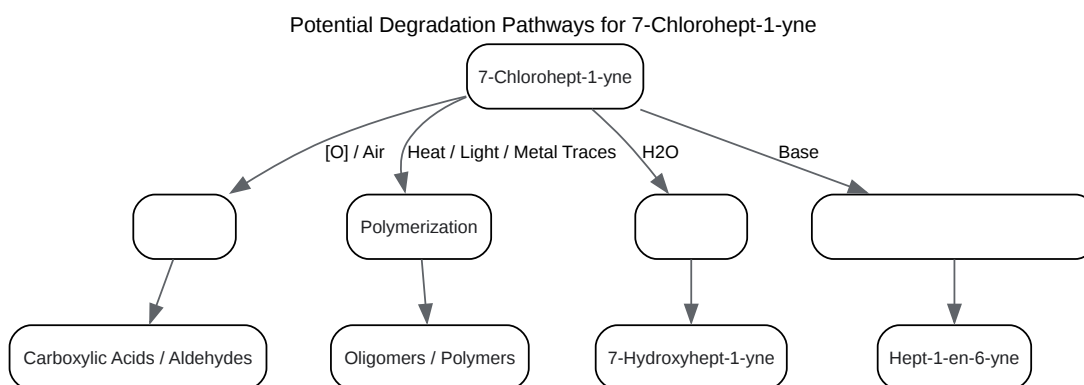 Potential Degradation Pathways for 7-Chlorohept-1-yne
7-Chlorohept-1-yne
[O] / Air
Heat / Light / Metal Traces
H2O
Base
Polymerization
Carboxylic Acids / Aldehydes
Oligomers / Polymers
7-Hydroxyhept-1-yne
Hept-1-en-6-yne